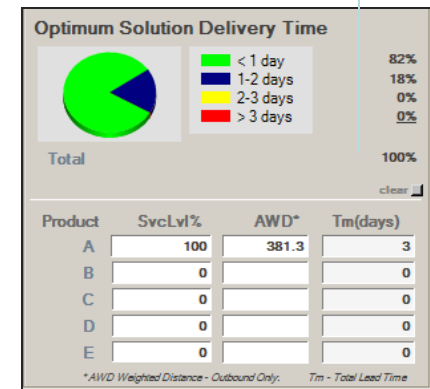 Optimum Solution Delivery Time
< 1 day 82%
1-2 days 18%
2-3 days 0%
> 3 days 0%
Total 100%
clear
Product SvcLvl% AWD* Tm(days)
A 100 381.3 3
B 0 0
C 0 0
D 0 0
E 0 0
*AWD Weighted Distance - Outbound Only. Tm - Total Lead Time